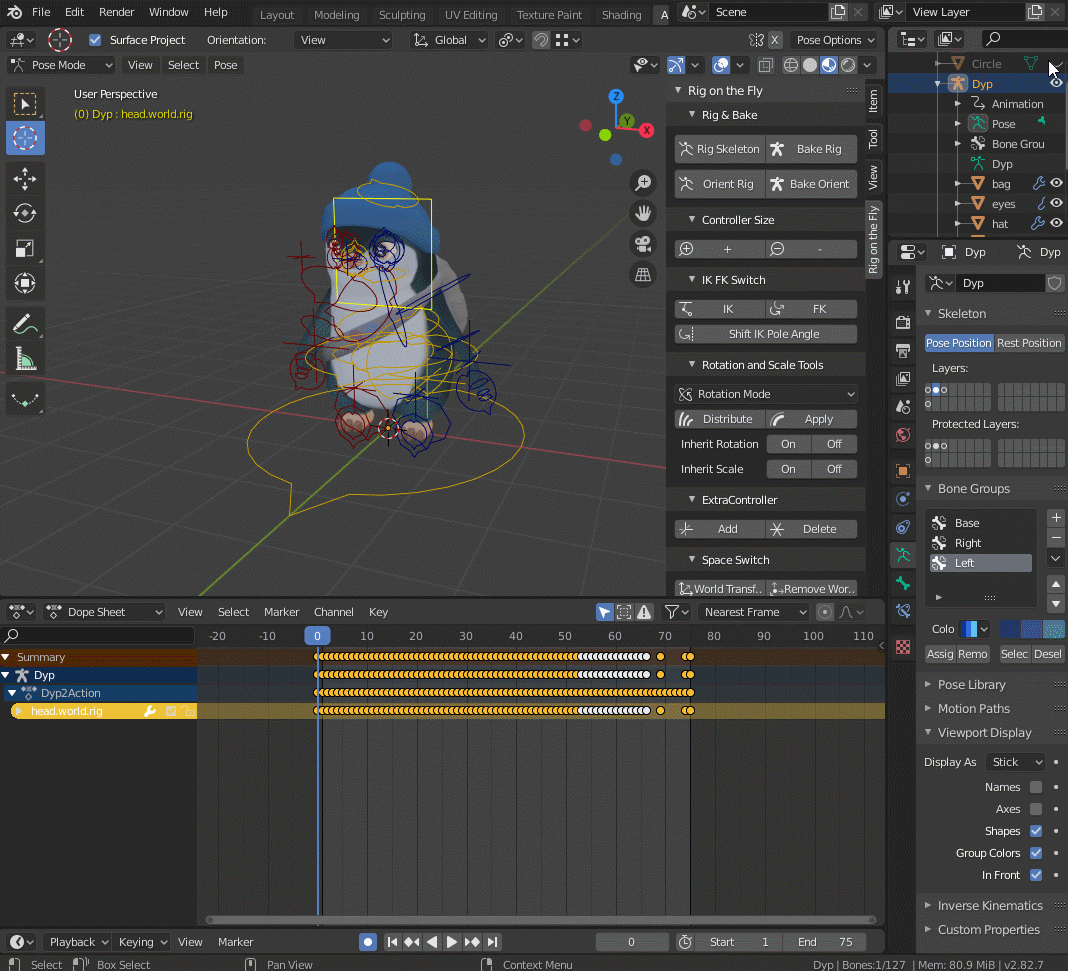 File Edit Render Window Help Layout Modeling Sculpting UV Editing Texture Paint Shading A Scene View Layer
Surface Project Orientation: View Global X Pose Options
Pose Mode View Select Pose
User Perspective
(0) Dyp : head.world.rig
Z
Y
X
Rig on the Fly
Rig & Bake
Rig Skeleton Bake Rig
Orient Rig Bake Orient
Controller Size
+ -
IK FK Switch
IK FK
Shift IK Pole Angle
Rotation and Scale Tools
Rotation Mode
Distribute Apply
Inherit Rotation On Off
Inherit Scale On Off
ExtraController
Add Delete
Space Switch
World Transf.. Remove Wor..
Item
Tool
View
Rig on the Fly
Circle
Dyp
Animation
Pose
Bone Grou
Dyp
bag
eyes
hat
Dyp Dyp
Dyp
Skeleton
Pose Position Rest Position
Layers:
Protected Layers:
Bone Groups
Base
Right
Left
Colo
Assig Remo Selec Desel
Pose Library
Motion Paths
Viewport Display
Display As Stick
Names
Axes
Shapes
Group Colors
In Front
Inverse Kinematics
Custom Properties
Dope Sheet View Select Marker Channel Key Nearest Frame
-20 -10 0 10 20 30 40 50 60 70 80 90 100 110
Summary
Dyp
Dyp2Action
head.world.rig
Playback Keying View Marker 0 Start 1 End 75
Select Box Select Pan View Context Menu Dyp | Bones:1/127 | Mem: 80.9 MiB | v2.82.7